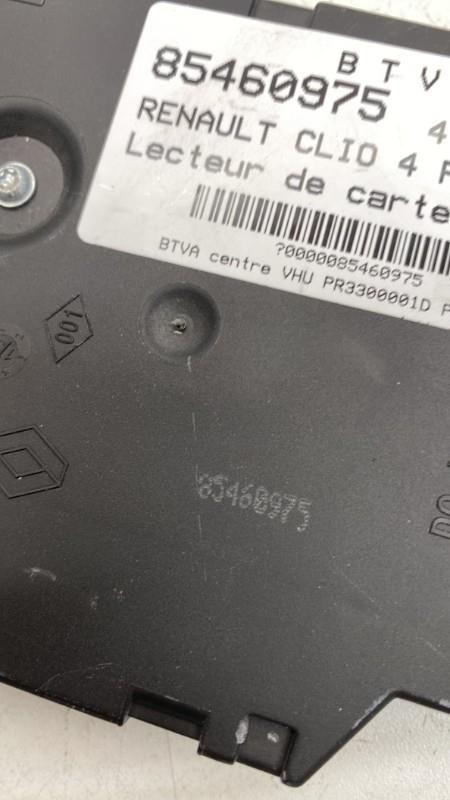 B T V
85460975 4
RENAULT CLIO 4
Lecteur de carte
?0000085460975
BTVA centre VHU PR3300001D P
001
85460975